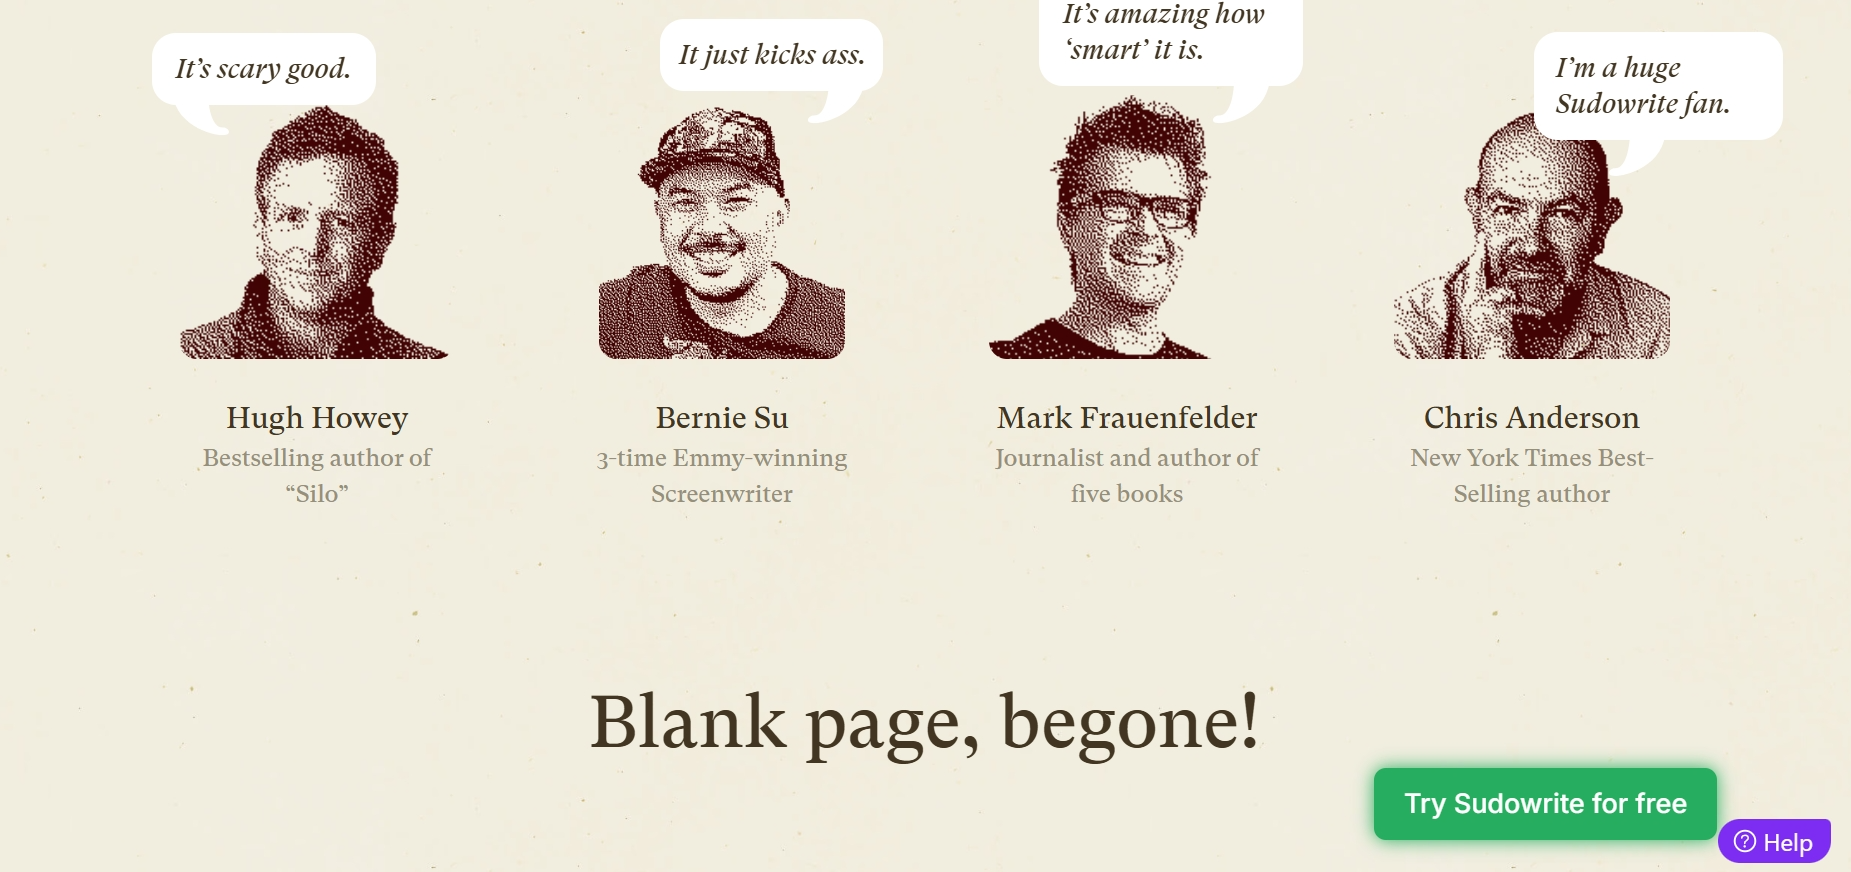 It’s scary good.
It just kicks ass.
It’s amazing how
‘smart’ it is.
I’m a huge
Sudowrite fan.
Hugh Howey
Bestselling author of
“Silo”
Bernie Su
3-time Emmy-winning
Screenwriter
Mark Frauenfelder
Journalist and author of
five books
Chris Anderson
New York Times Best-
Selling author
Blank page, begone!
Try Sudowrite for free
Help